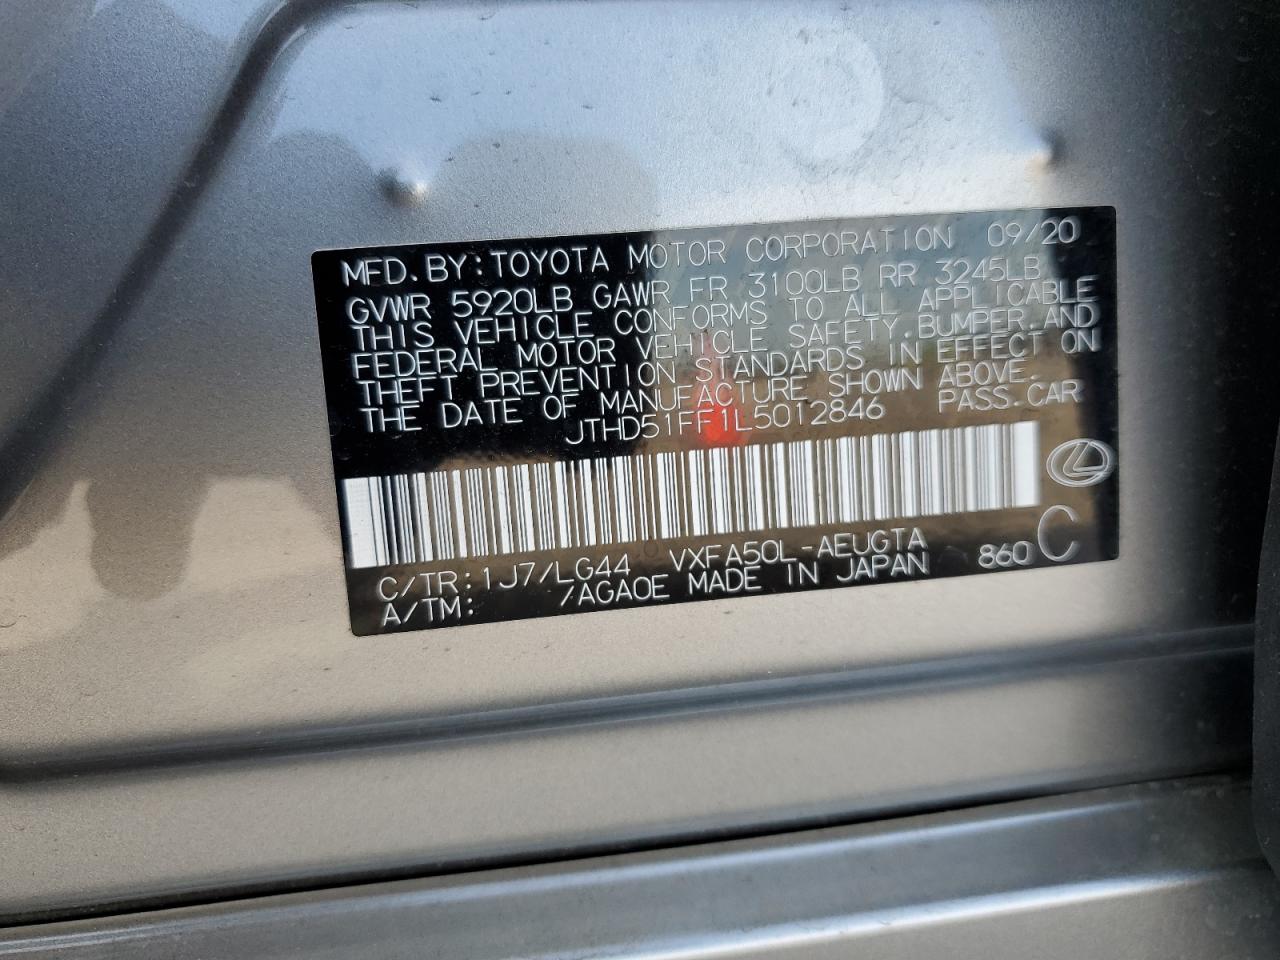 MFD.BY:TOYOTA MOTOR CORPORATION 09/20
GVWR 5920LB GAWR FR 3100LB RR 3245LB
THIS VEHICLE CONFORMS TO ALL APPLICABLE
FEDERAL MOTOR VEHICLE SAFETY,BUMPER,AND
THEFT PREVENTION STANDARDS IN EFFECT ON
THE DATE OF MANUFACTURE SHOWN ABOVE.
JTHD51FF1L5012846 PASS.CAR
C/TR:1J7/LG44 VXFA50L-AEUGTA
A/TM: /AGA0E MADE IN JAPAN 860 C